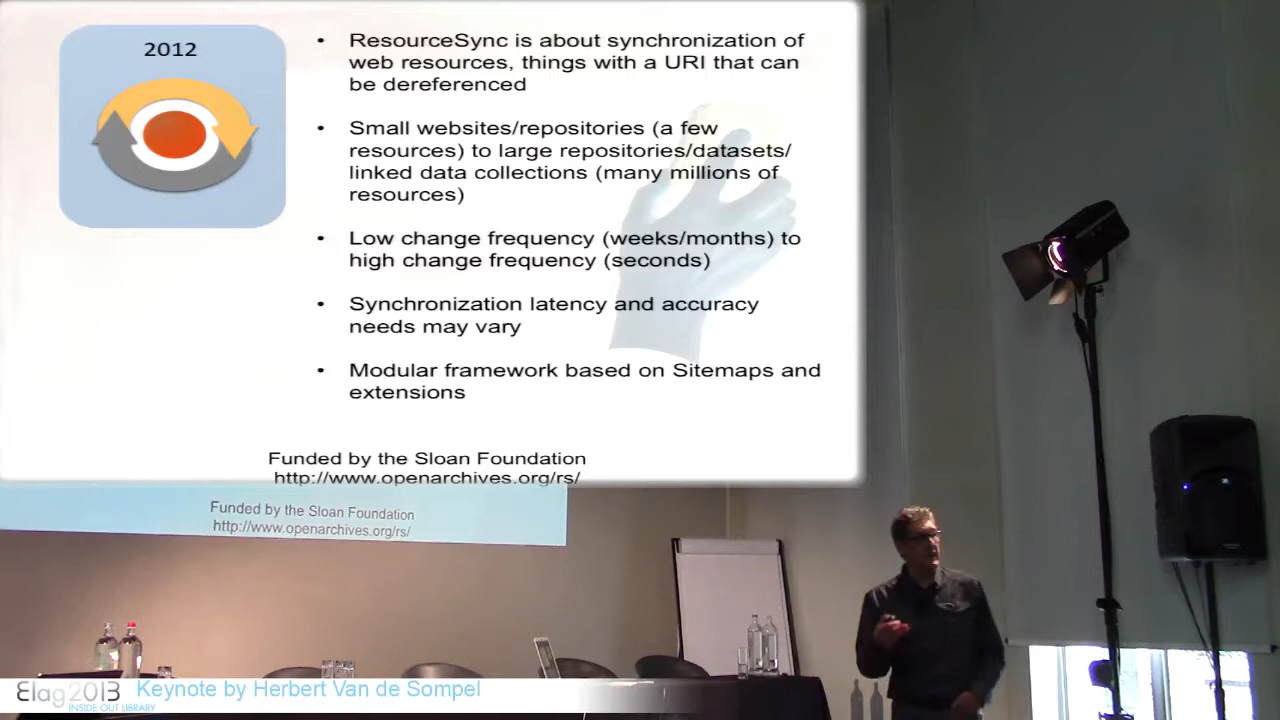 2012
• ResourceSync is about synchronization of
web resources, things with a URI that can
be dereferenced
• Small websites/repositories (a few
resources) to large repositories/datasets/
linked data collections (many millions of
resources)
• Low change frequency (weeks/months) to
high change frequency (seconds)
• Synchronization latency and accuracy
needs may vary
• Modular framework based on Sitemaps and
extensions
Funded by the Sloan Foundation
http://www.openarchives.org/rs/
Funded by the Sloan Foundation
http://www.openarchives.org/rs/
Elag2013 Keynote by Herbert Van de Sompel
INSIDE OUT LIBRARY